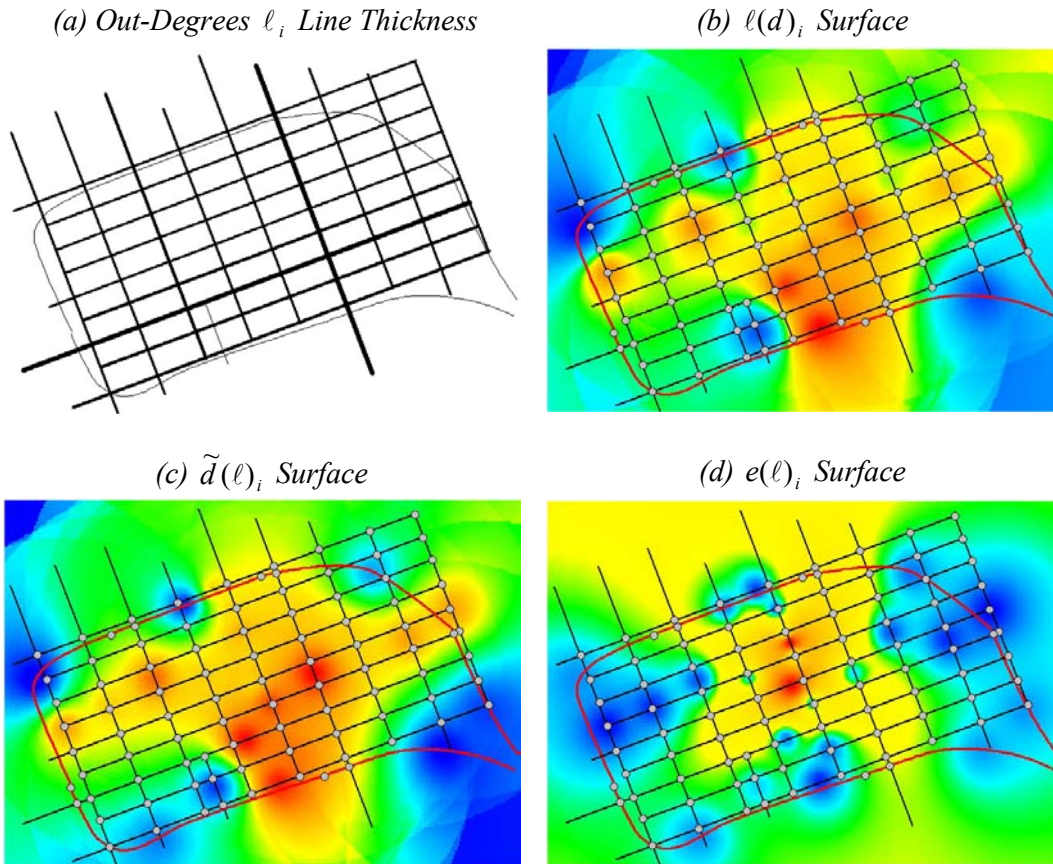 (a) Out-Degrees ℓ_i Line Thickness
(b) ℓ(d)_i Surface
(c) d̃(ℓ)_i Surface
(d) e(ℓ)_i Surface